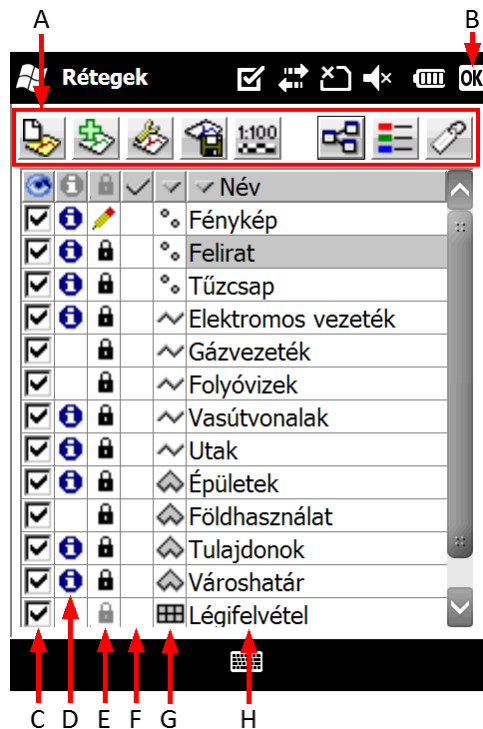 A B
Rétegek OK
1:100
Név
Fénykép
Felirat
Tűzcsap
Elektromos vezeték
Gázvezeték
Folyóvizek
Vasútvonalak
Utak
Épületek
Földhasználat
Tulajdonok
Városhatár
Légifelvétel
C D E F G H